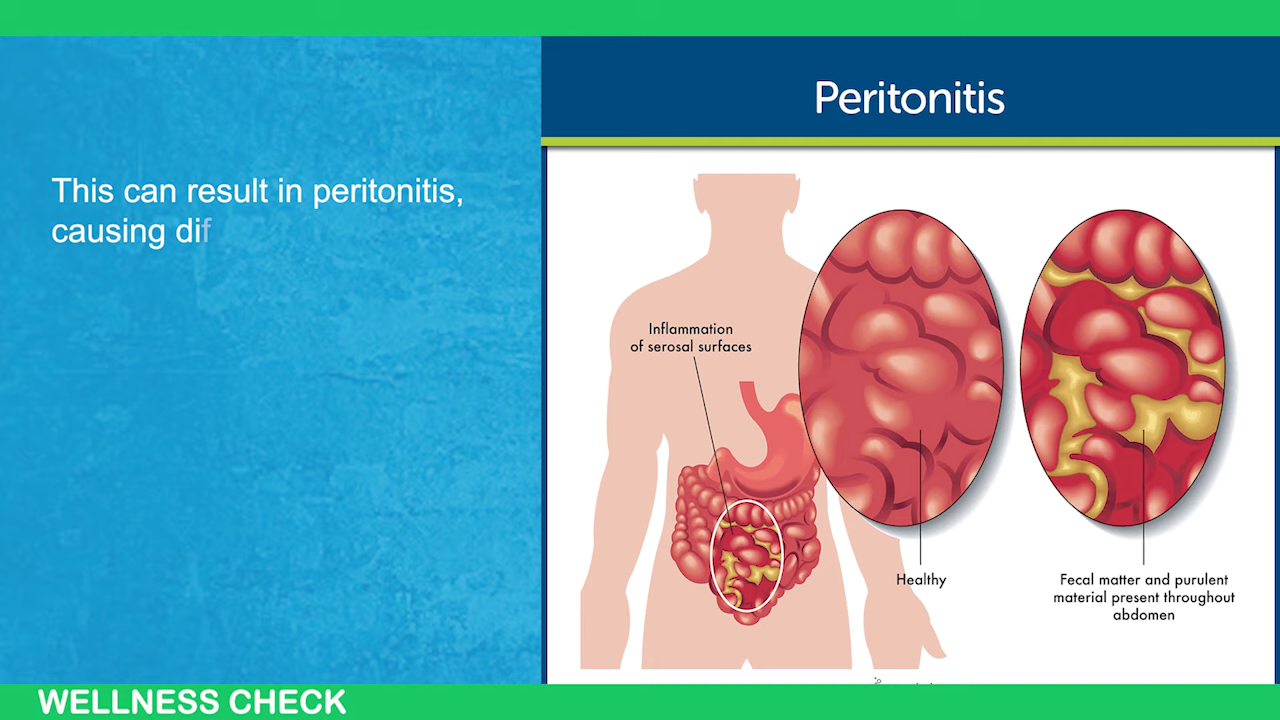 Peritonitis
This can result in peritonitis,
causing dif
Inflammation
of serosal surfaces
Healthy
Fecal matter and purulent
material present throughout
abdomen
WELLNESS CHECK